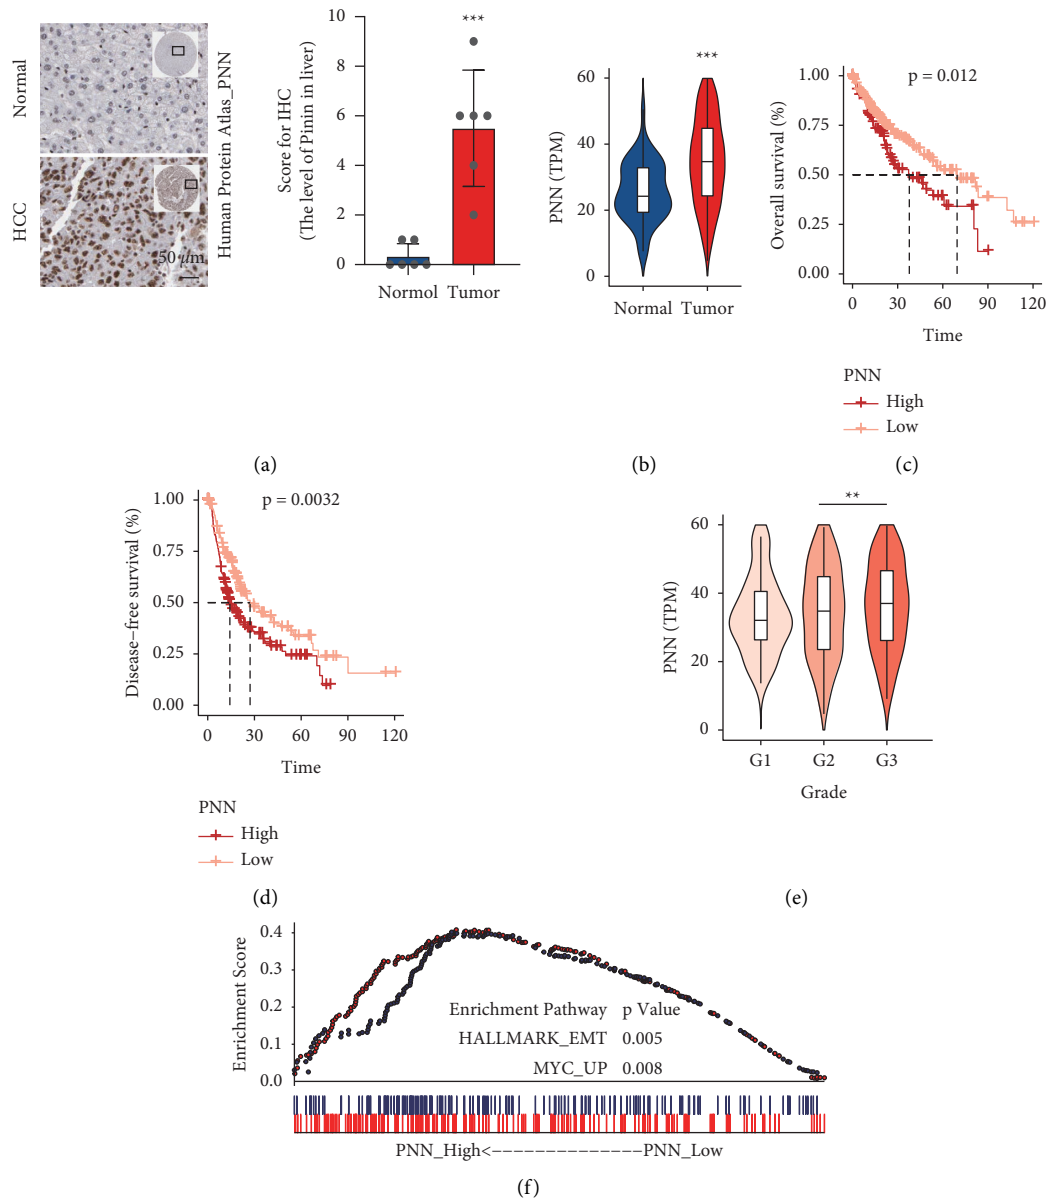 Normal
HCC
50 µm
Human Protein Atlas_PNN
Score for IHC
(The level of Pinin in liver)
10
8
6
4
2
0
***
Normol Tumor
(a)
PNN (TPM)
60
40
20
0
***
Normal Tumor
(b)
Overall survival (%)
1.00
0.75
0.50
0.25
0.00
p = 0.012
0 30 60 90 120
Time
PNN
High
Low
(c)
Disease−free survival (%)
1.00
0.75
0.50
0.25
0.00
p = 0.0032
0 30 60 90 120
Time
PNN
High
Low
(d)
PNN (TPM)
60
40
20
0
**
G1 G2 G3
Grade
(e)
Enrichment Score
0.4
0.3
0.2
0.1
0.0
Enrichment Pathway p Value
HALLMARK_EMT 0.005
MYC_UP 0.008
PNN_High<−−−−−−−−−−−−−−PNN_Low
(f)